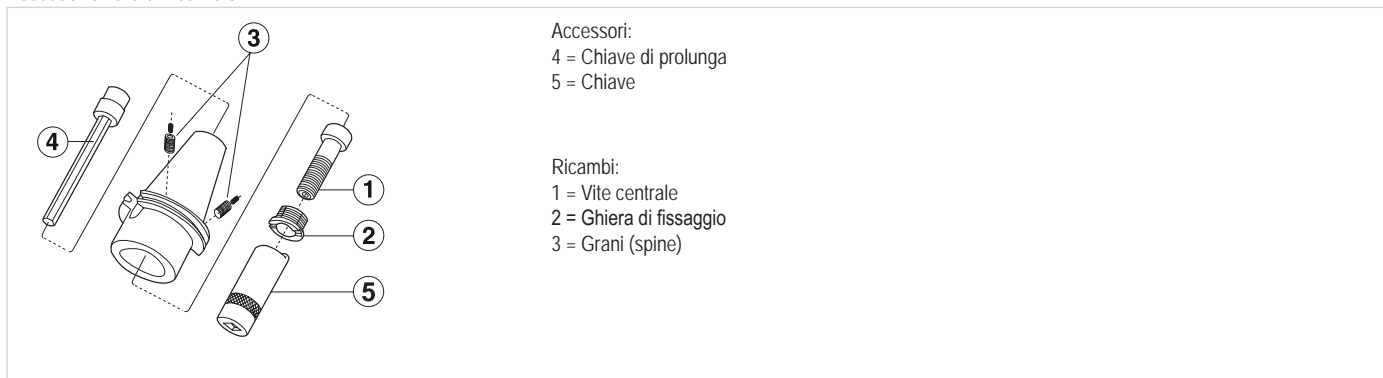 3
4
1
2
5
Accessori:
4 = Chiave di prolunga
5 = Chiave
Ricambi:
1 = Vite centrale
2 = Ghiera di fissaggio
3 = Grani (spine)